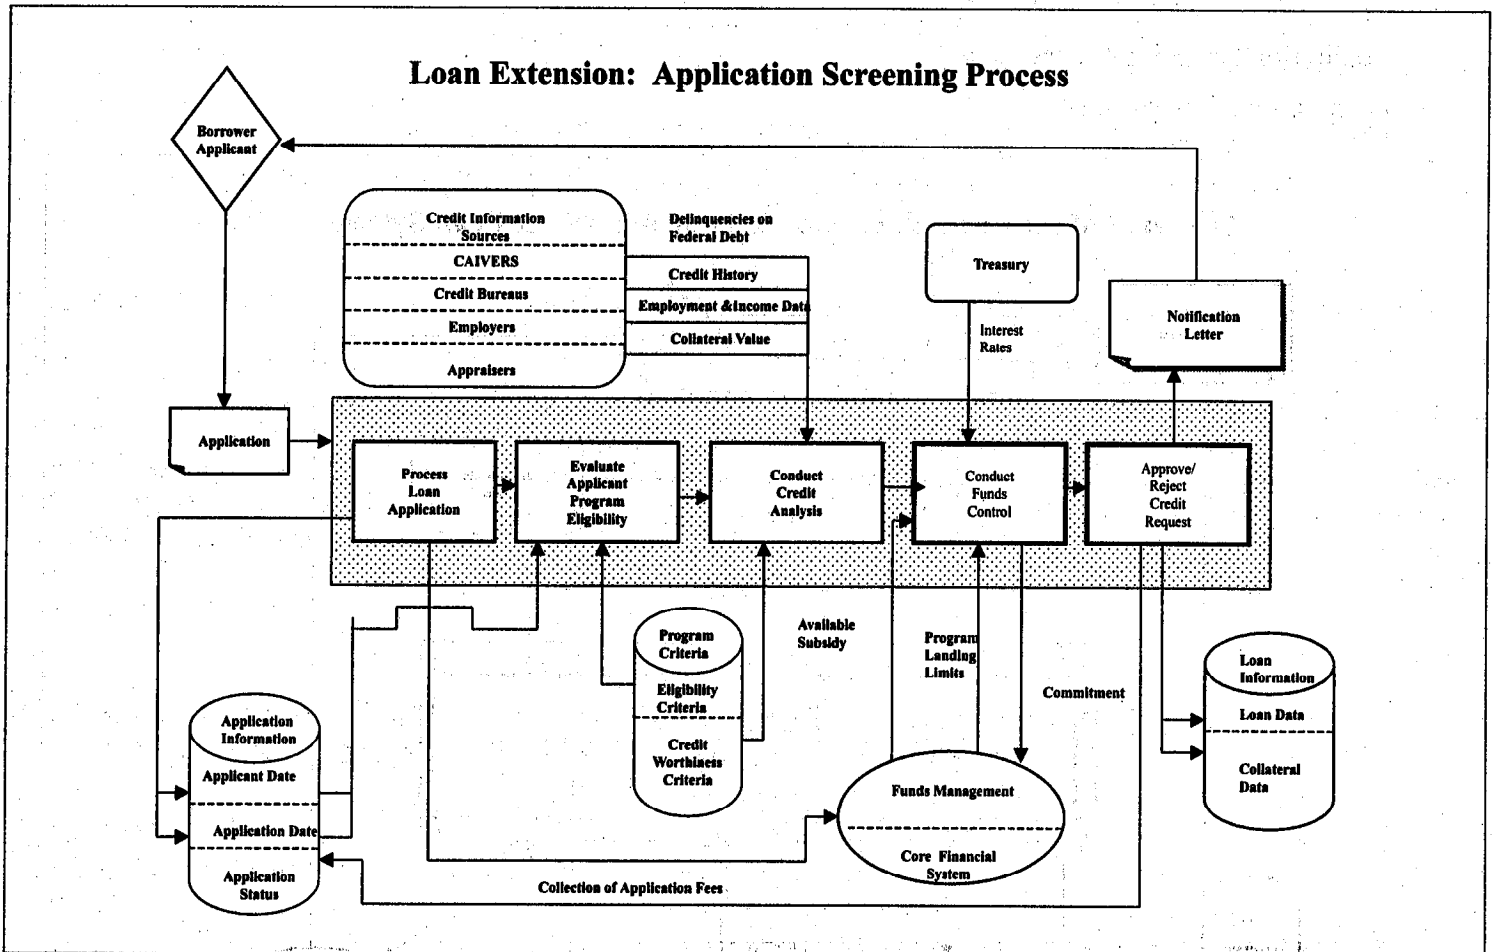 Loan Extension: Application Screening Process
Borrower
Applicant
Credit Information
Sources
CAIVERS
Credit Bureaus
Employers
Appraisers
Delinquencies on
Federal Debt
Credit History
Employment &Income Data
Collateral Value
Treasury
Interest
Rates
Notification
Letter
Application
Process
Loan
Application
Evaluate
Applicant
Program
Eligibility
Conduct
Credit
Analysis
Conduct
Funds
Control
Approve/
Reject
Credit
Request
Program
Criteria
Eligibility
Criteria
Credit
Worthiness
Criteria
Available
Subsidy
Program
Landing
Limits
Commitment
Loan
Information
Loan Data
Collateral
Data
Application
Information
Applicant Date
Application Date
Application
Status
Funds Management
Core Financial
System
Collection of Application Fees